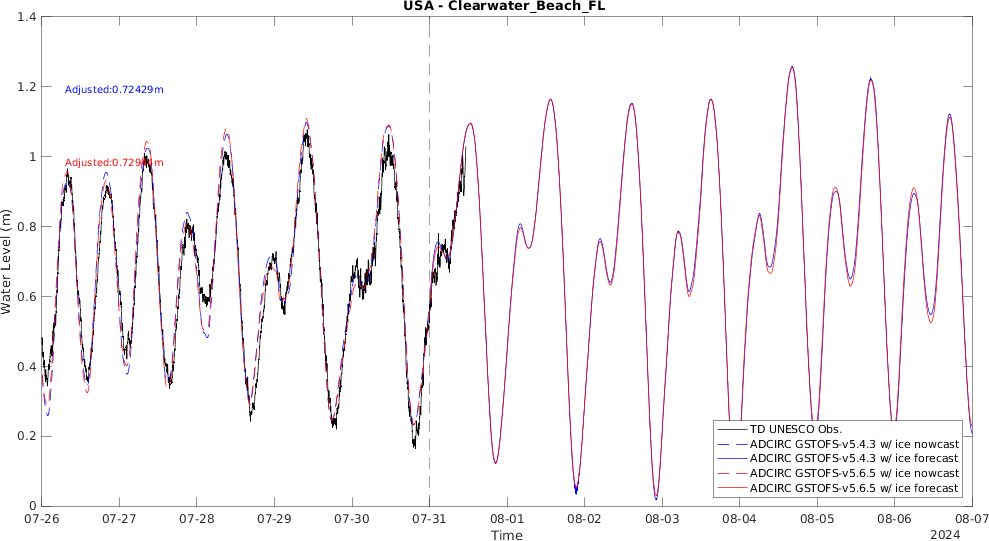 USA - Clearwater_Beach_FL
1.4
1.2
1
0.8
0.6
0.4
0.2
0
Water Level (m)
Adjusted:0.72429m
TD UNESCO Obs.
ADCIRC GSTOFS-v5.4.3 w/ ice nowcast
ADCIRC GSTOFS-v5.4.3 w/ ice forecast
ADCIRC GSTOFS-v5.6.5 w/ ice nowcast
ADCIRC GSTOFS-v5.6.5 w/ ice forecast
07-26 07-27 07-28 07-29 07-30 07-31 08-01 08-02 08-03 08-04 08-05 08-06 08-07
Time
2024